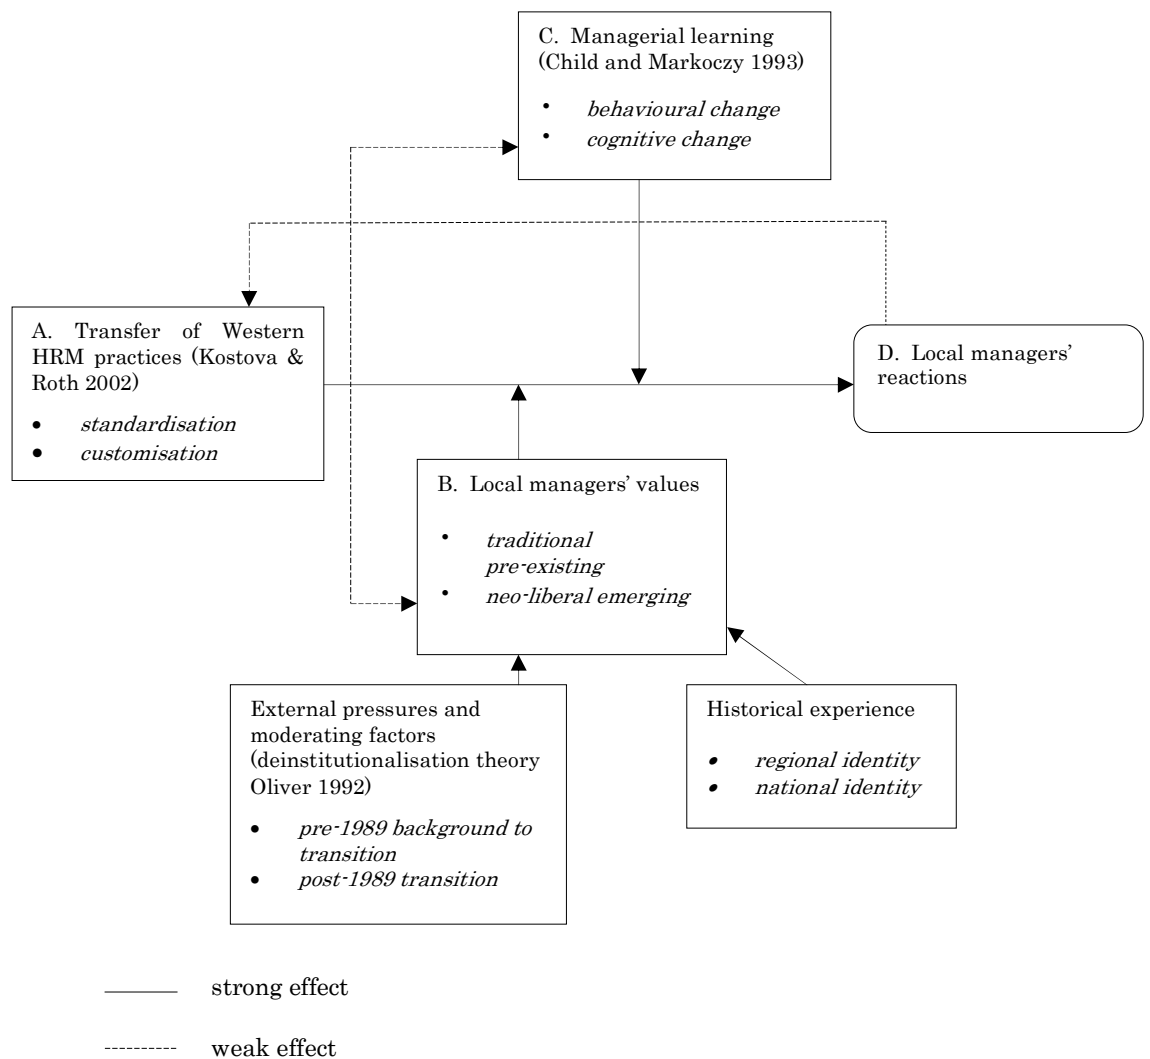 C. Managerial learning
(Child and Markoczy 1993)
• behavioural change
• cognitive change
A. Transfer of Western
HRM practices (Kostova &
Roth 2002)
• standardisation
• customisation
D. Local managers’
reactions
B. Local managers’ values
• traditional
pre-existing
• neo-liberal emerging
External pressures and
moderating factors
(deinstitutionalisation theory
Oliver 1992)
• pre-1989 background to
transition
• post-1989 transition
Historical experience
• regional identity
• national identity
strong effect
weak effect